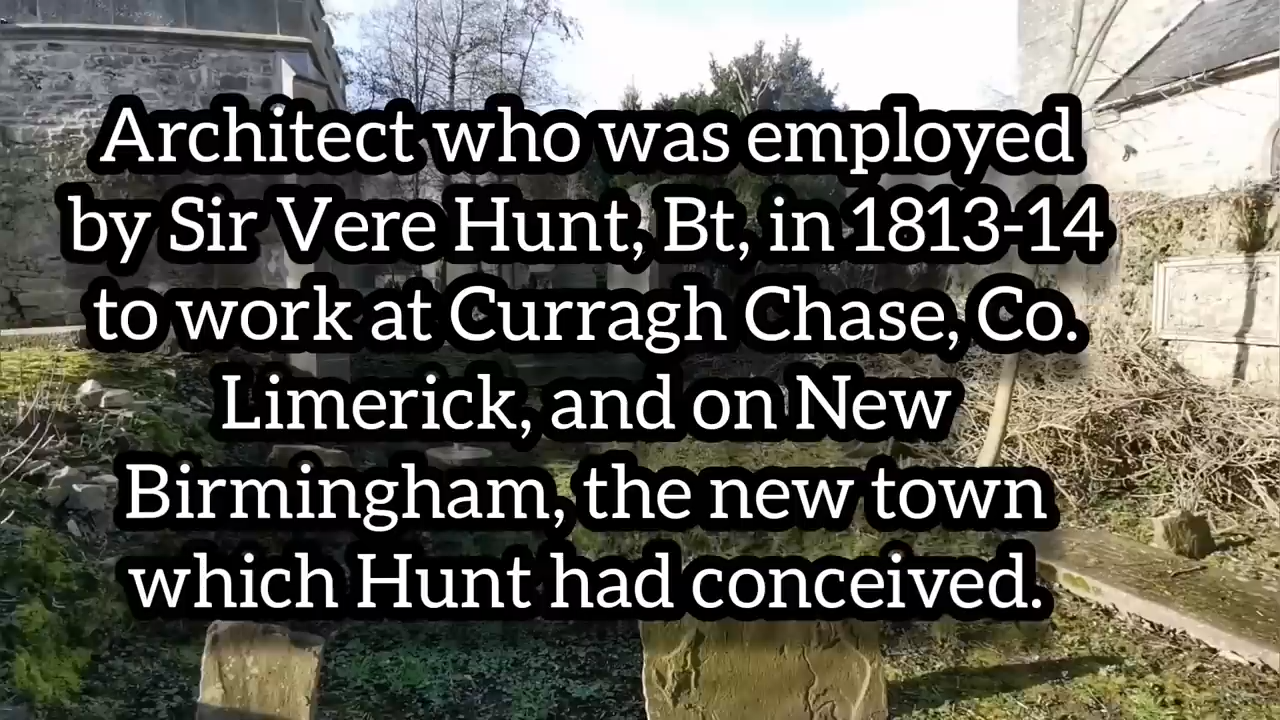 Architect who was employed
by Sir Vere Hunt, Bt, in 1813-14
to work at Curragh Chase, Co.
Limerick, and on New
Birmingham, the new town
which Hunt had conceived.